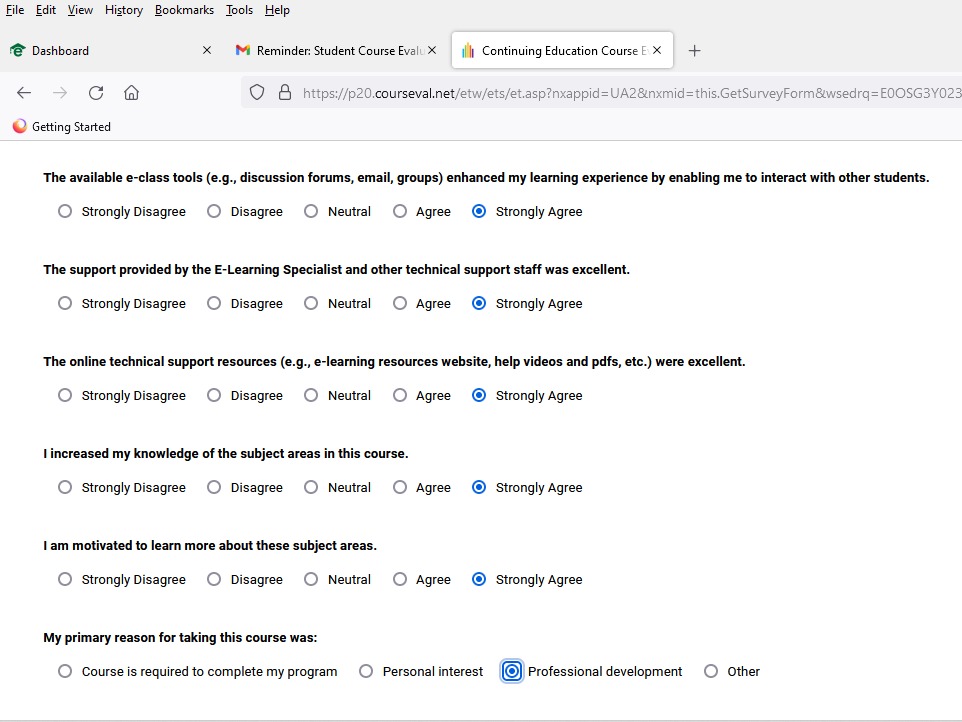 File Edit View History Bookmarks Tools Help
Dashboard Reminder: Student Course Evalu Continuing Education Course E
https://p20.courseval.net/etw/ets/et.asp?nxappid=UA2&nxmid=this.GetSurveyForm&wsedrq=E0OSG3Y023
Getting Started
The available e-class tools (e.g., discussion forums, email, groups) enhanced my learning experience by enabling me to interact with other students.
Strongly Disagree Disagree Neutral Agree Strongly Agree
The support provided by the E-Learning Specialist and other technical support staff was excellent.
Strongly Disagree Disagree Neutral Agree Strongly Agree
The online technical support resources (e.g., e-learning resources website, help videos and pdfs, etc.) were excellent.
Strongly Disagree Disagree Neutral Agree Strongly Agree
I increased my knowledge of the subject areas in this course.
Strongly Disagree Disagree Neutral Agree Strongly Agree
I am motivated to learn more about these subject areas.
Strongly Disagree Disagree Neutral Agree Strongly Agree
My primary reason for taking this course was:
Course is required to complete my program Personal interest Professional development Other